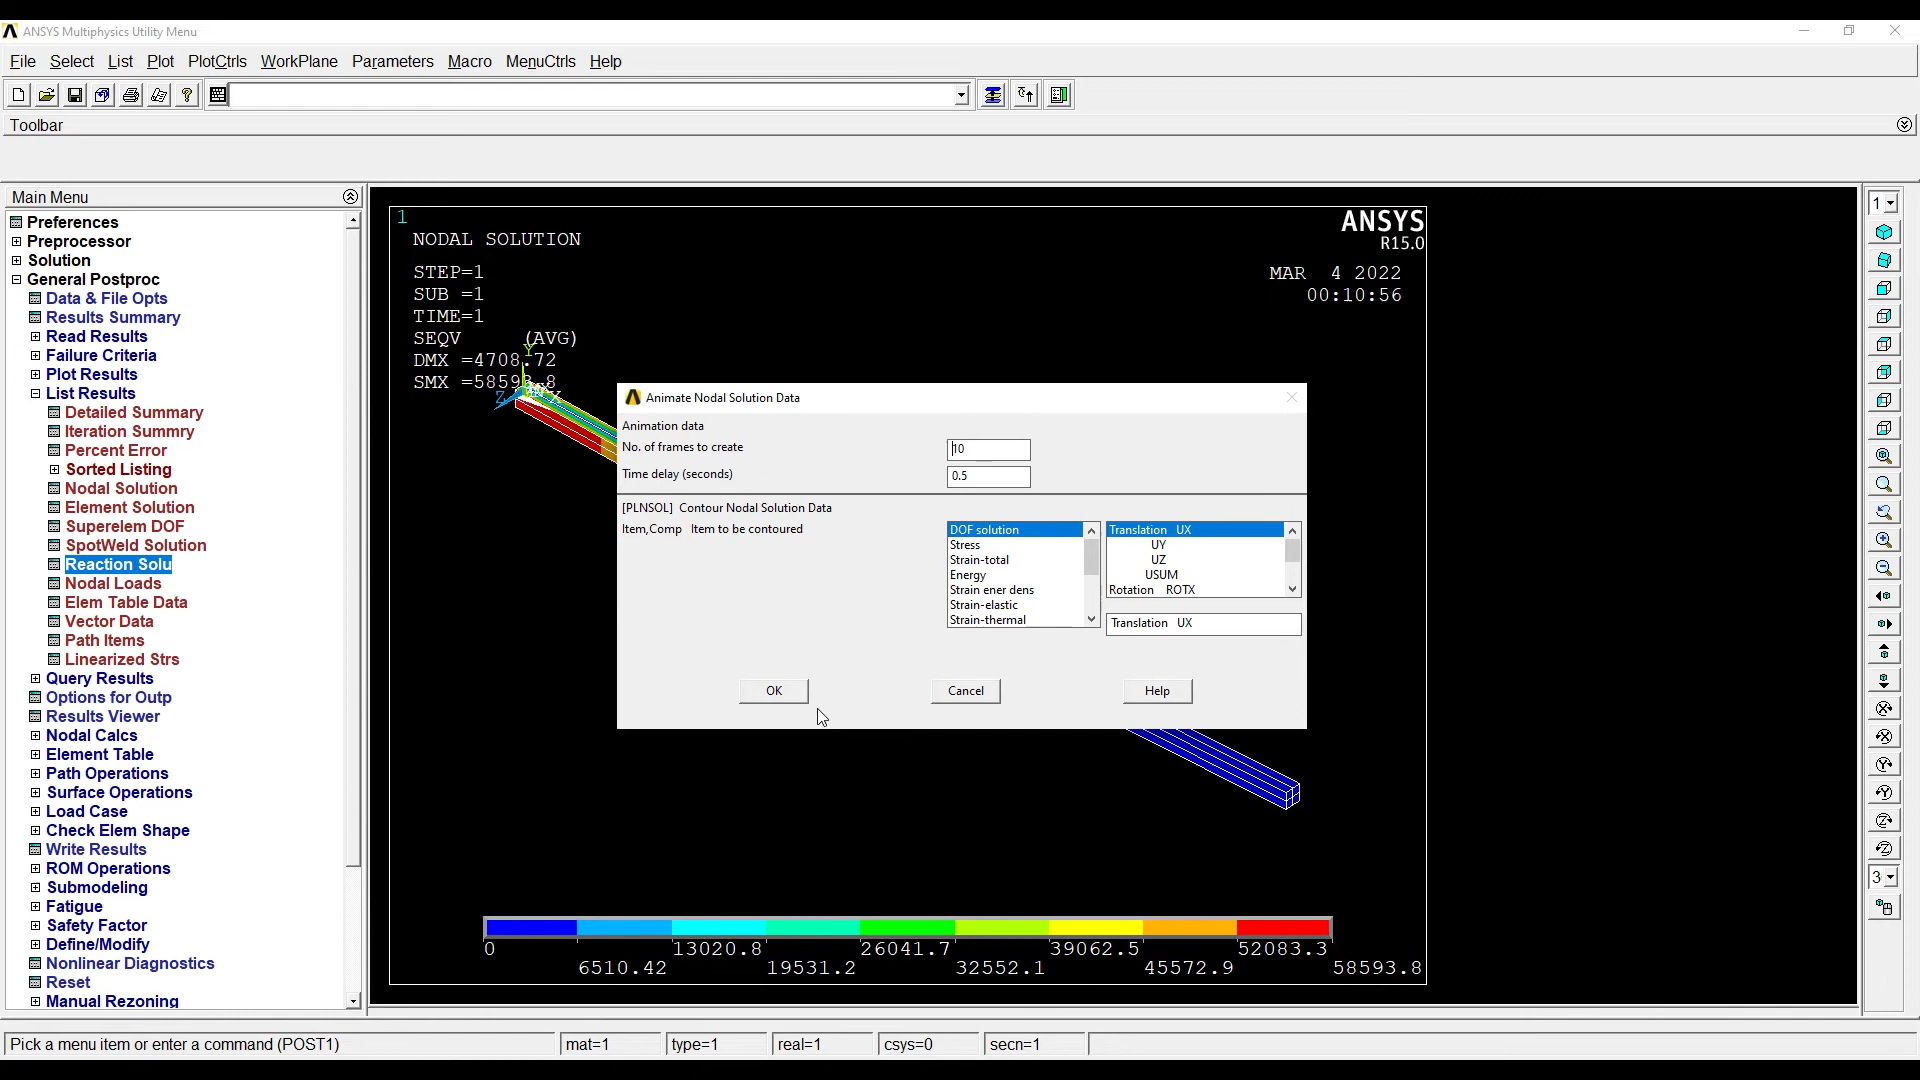 ANSYS Multiphysics Utility Menu
File Select List Plot PlotCtrls WorkPlane Parameters Macro MenuCtrls Help
Toolbar
Main Menu
Preferences
Preprocessor
Solution
General Postproc
Data & File Opts
Results Summary
Read Results
Failure Criteria
Plot Results
List Results
Detailed Summary
Iteration Summry
Percent Error
Sorted Listing
Nodal Solution
Element Solution
Superelem DOF
SpotWeld Solution
Reaction Solu
Nodal Loads
Elem Table Data
Vector Data
Path Items
Linearized Strs
Query Results
Options for Outp
Results Viewer
Nodal Calcs
Element Table
Path Operations
Surface Operations
Load Case
Check Elem Shape
Write Results
ROM Operations
Submodeling
Fatigue
Safety Factor
Define/Modify
Nonlinear Diagnostics
Reset
Manual Rezoning
1
NODAL SOLUTION
STEP=1
SUB =1
TIME=1
SEQV (AVG)
DMX =4708.72
SMX =58593.8
Y
Z
X
ANSYS
R15.0
MAR 4 2022
00:10:56
Animate Nodal Solution Data
Animation data
No. of frames to create 10
Time delay (seconds) 0.5
[PLNSOL] Contour Nodal Solution Data
Item,Comp Item to be contoured
DOF solution
Stress
Strain-total
Energy
Strain ener dens
Strain-elastic
Strain-thermal
Translation UX
UY
UZ
USUM
Rotation ROTX
Translation UX
OK Cancel Help
0 13020.8 26041.7 39062.5 52083.3
6510.42 19531.2 32552.1 45572.9 58593.8
1
3
Pick a menu item or enter a command (POST1) mat=1 type=1 real=1 csys=0 secn=1